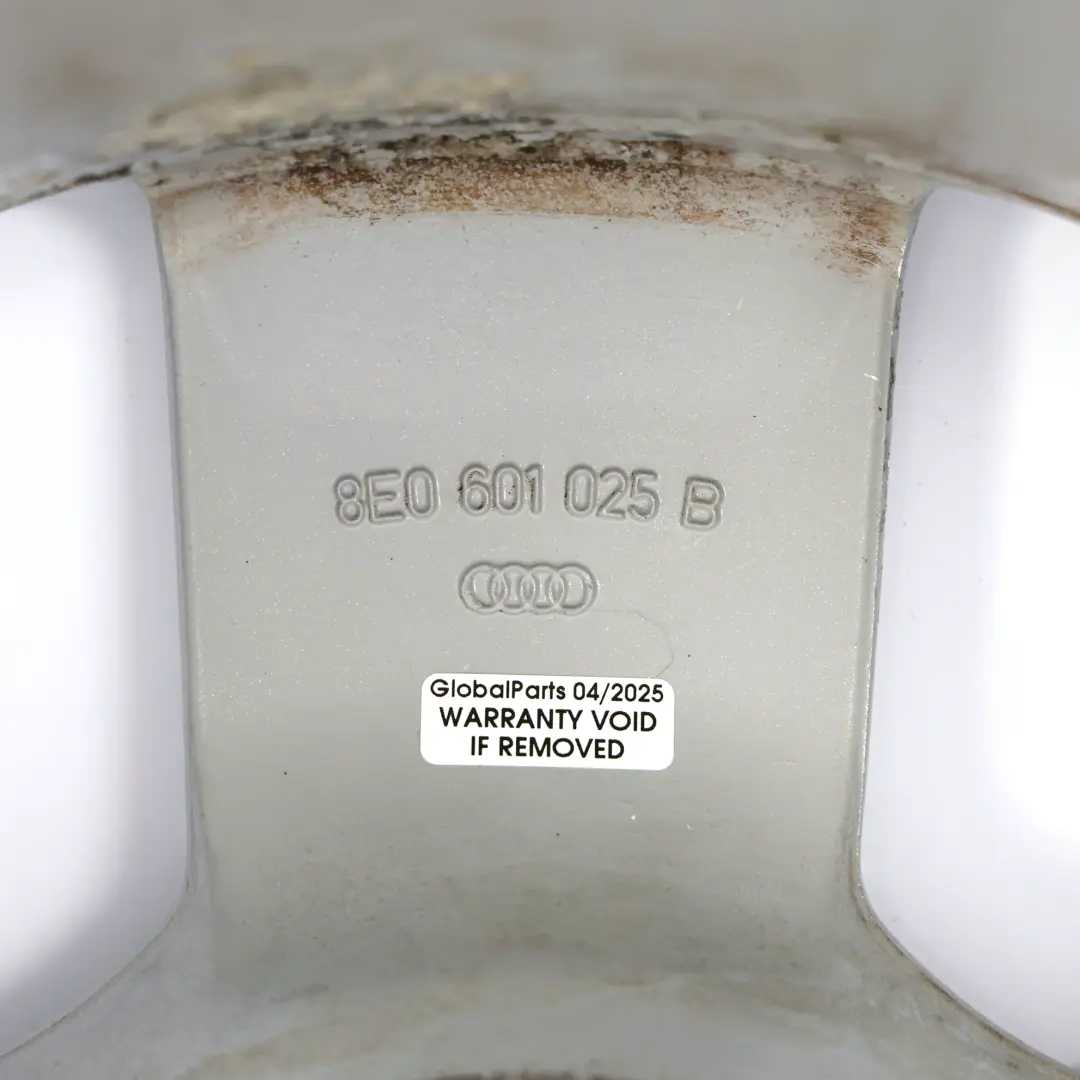 8E0 601 025 B
GlobalParts 04/2025
WARRANTY VOID
IF REMOVED